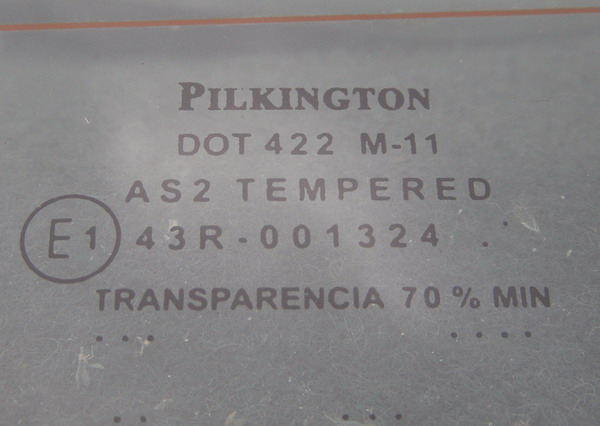 PILKINGTON
DOT 422 M-11
AS2 TEMPERED
E1 43R-001324
TRANSPARENCIA 70% MIN